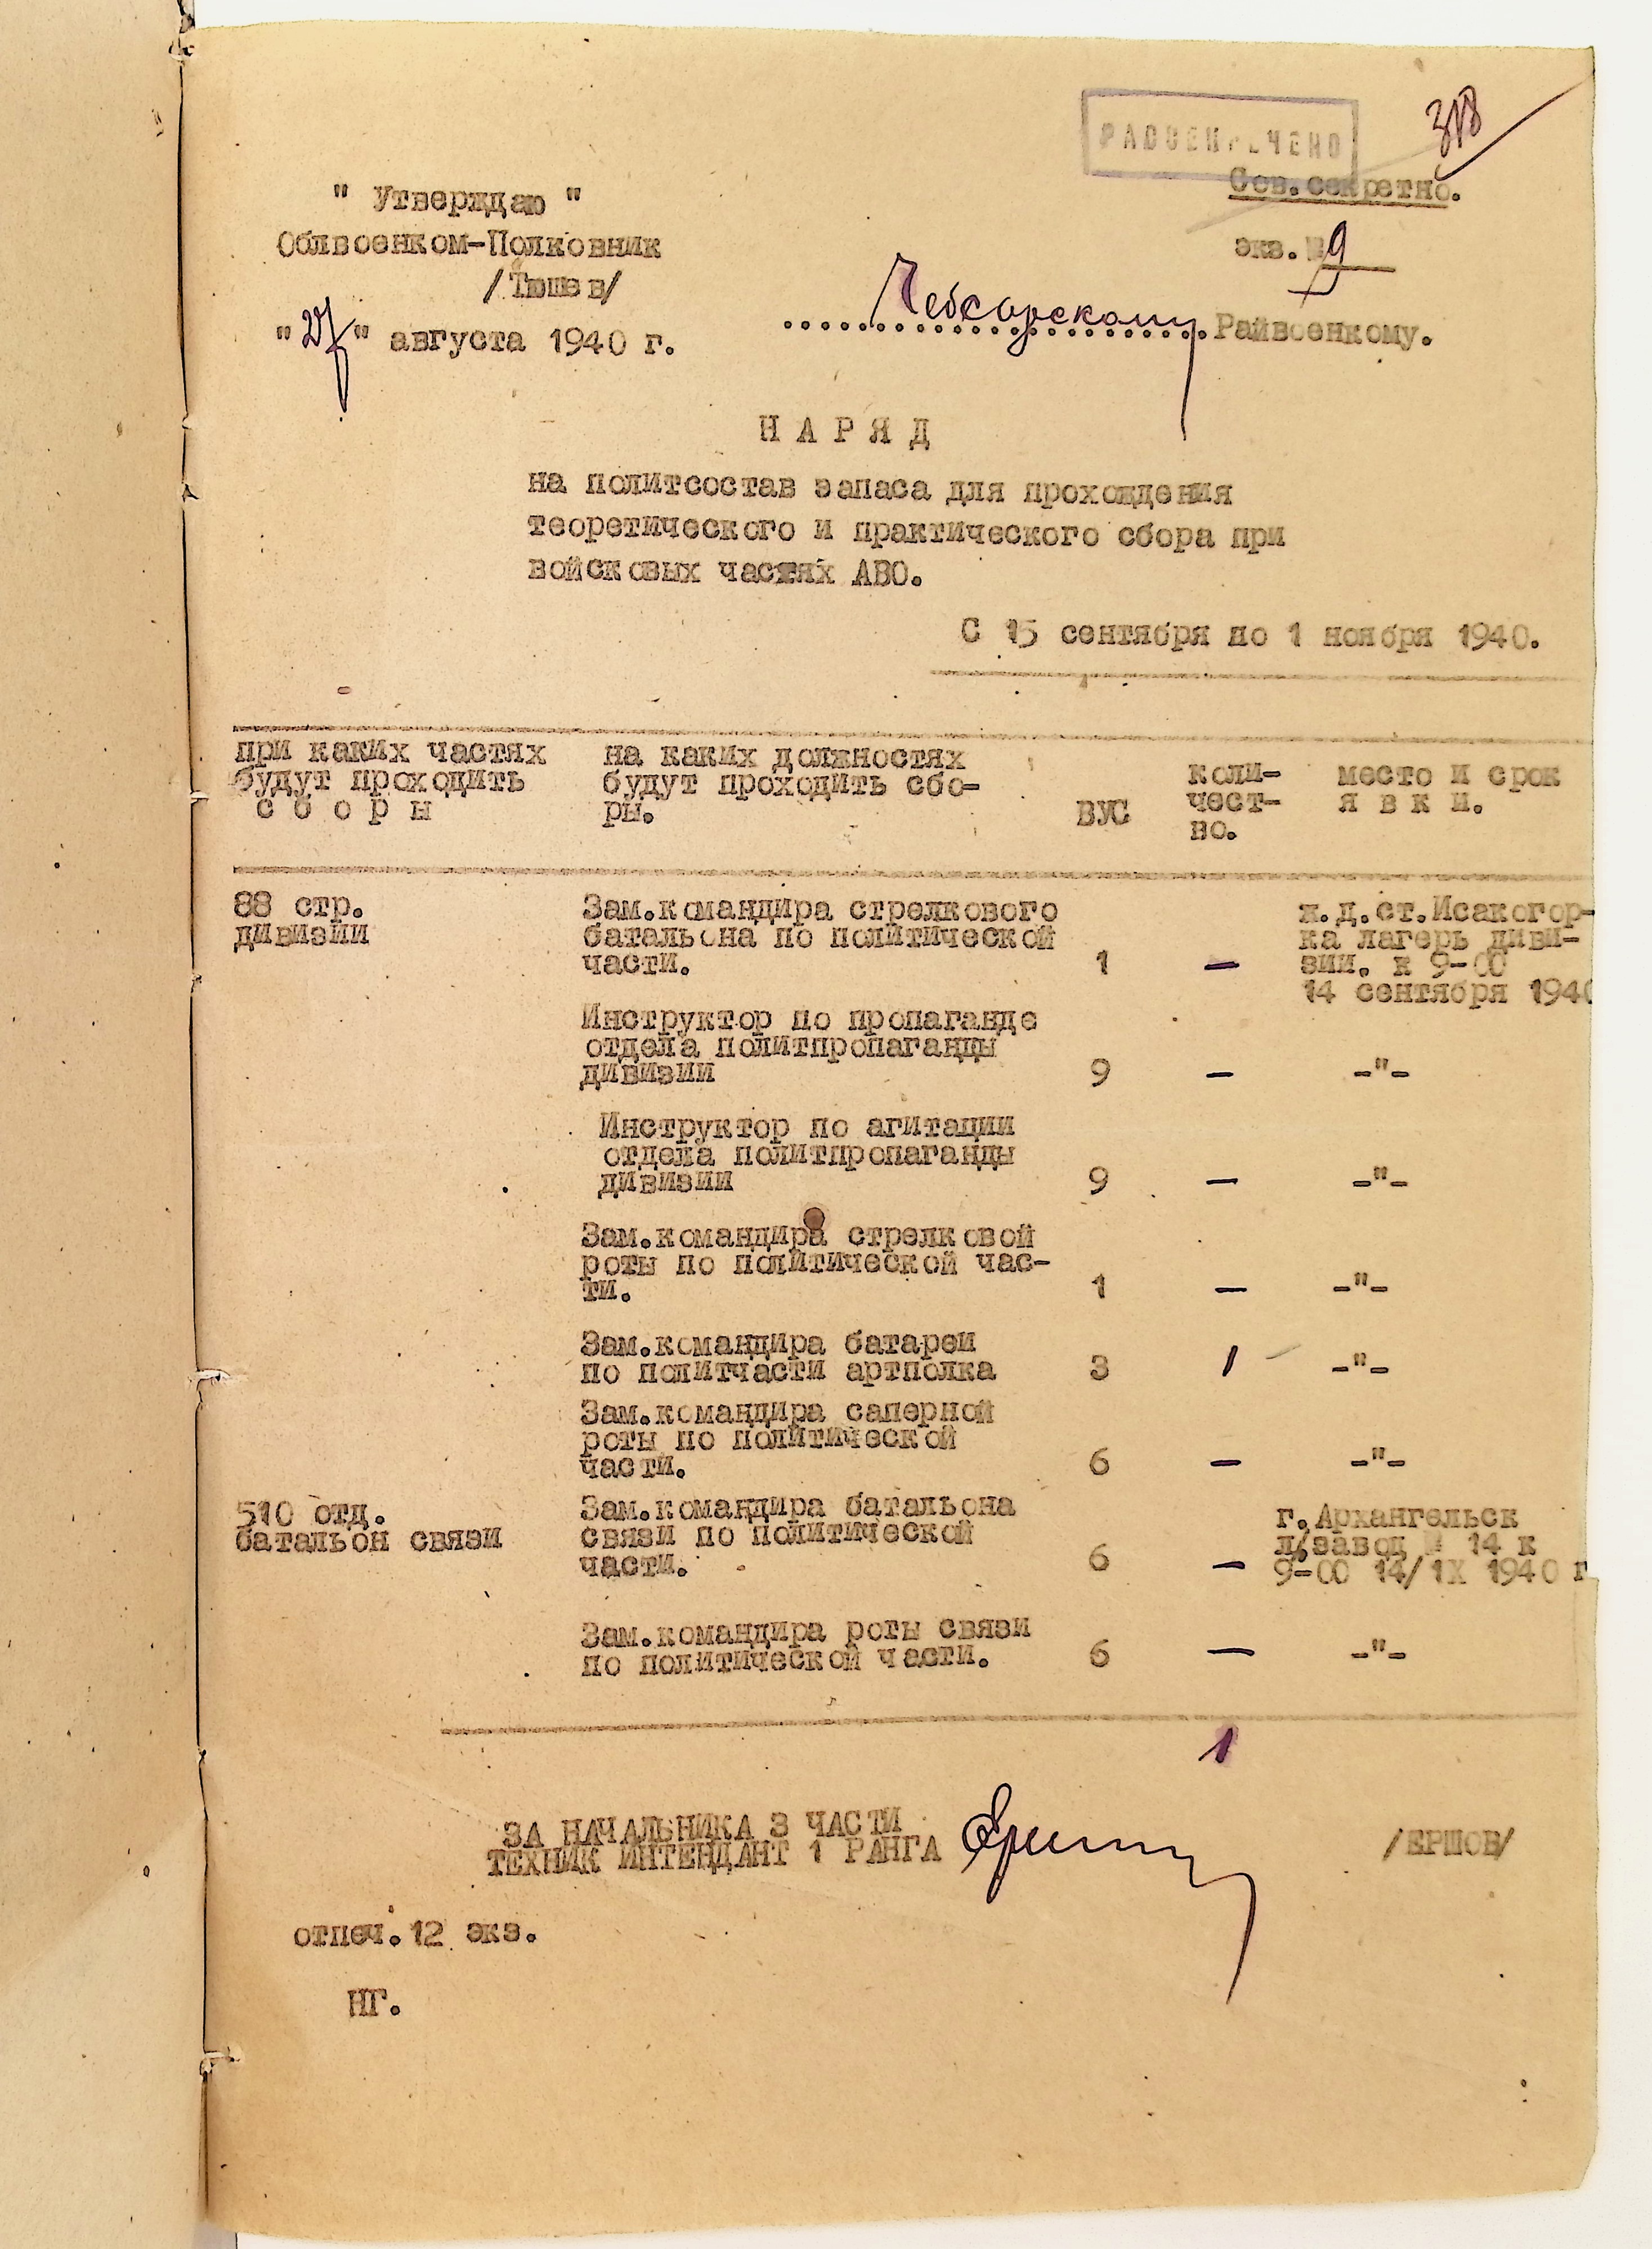 РАССЕКРЕЧЕНО
Сов.секретно.
" Утверждаю "
Облвоенком-Полковник
/Тюшев/
экз.№ 9
" 27 " августа 1940 г.
Чебсарскому Райвоенкому.
Н А Р Я Д
на политсостав запаса для прохождения
теоретического и практического сбора при
войсковых частях АВО.
С 15 сентября по 1 ноября 1940.
при каких частях
будут проходить
с б о р ы
на каких должностях
будут проходить сбо-
ры.
ВУС
коли-
чест-
во.
место и срок
я в к и.
88 стр.
дивизии
Зам.командира стрелкового
батальона по политической
части.
1
—
ж.д.ст.Исакогор-
ка лагерь диви-
зии. к 9-00
14 сентября 1940
Инструктор по пропаганде
отдела политпропаганды
дивизии
9
—
-"-
Инструктор по агитации
отдела политпропаганды
дивизии
9
—
-"-
Зам.командира стрелковой
роты по политической час-
ти.
1
—
-"-
Зам.командира батареи
по политчасти артполка
3
1
-"-
Зам.командира саперной
роты по политической
части.
6
—
-"-
510 отд.
батальон связи
Зам.командира батальона
связи по политической
части.
6
—
г.Архангельск
л/завод № 14 к
9-00 14/1X 1940 г
Зам.командира роты связи
по политической части.
6
—
-"-
1
ЗА НАЧАЛЬНИКА 3 ЧАСТИ
ТЕХНИК ИНТЕНДАНТ 1 РАНГА
/ЕРШОВ/
отпеч.12 экз.
НГ.